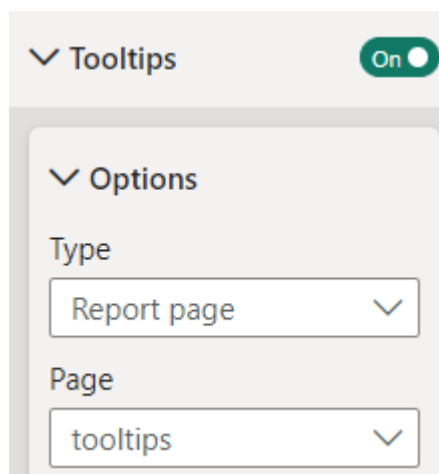 Tooltips On
Options
Type
Report page
Page
tooltips